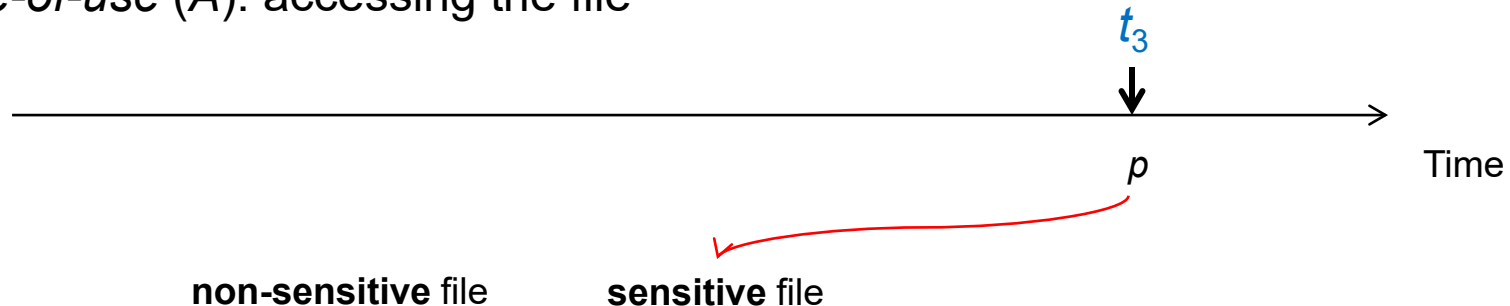 e-of-use (A): accessing the file
t₃
p
Time
non-sensitive file
sensitive file